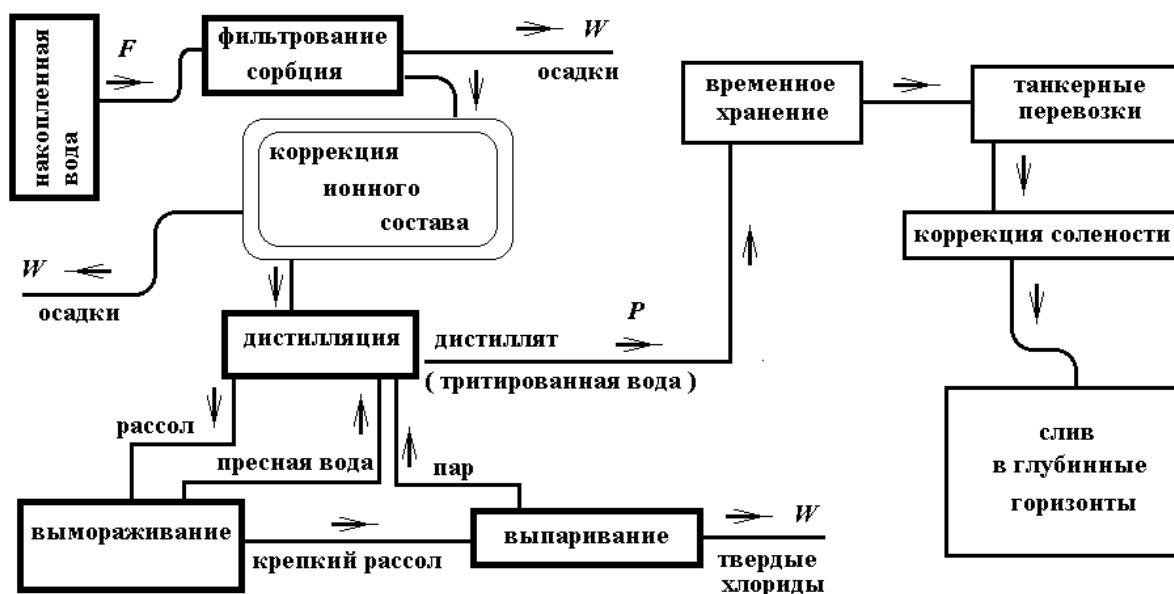 накопленная
вода
F
фильтрование
сорбция
W
осадки
коррекция
ионного
состава
W
осадки
дистилляция
дистиллят
( тритированная вода )
P
рассол
пресная вода
пар
вымораживание
крепкий рассол
выпаривание
W
твердые
хлориды
временное
хранение
танкерные
перевозки
коррекция солености
слив
в глубинные
горизонты